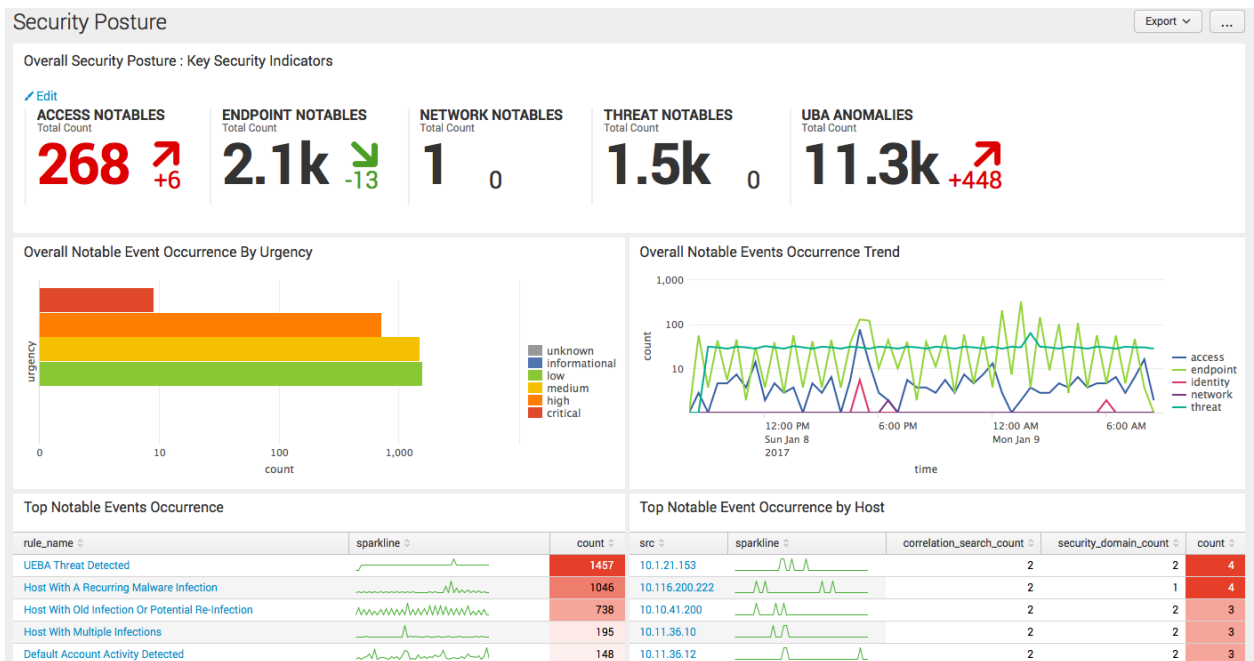 Security Posture
Export
...
Overall Security Posture : Key Security Indicators
Edit
ACCESS NOTABLES
Total Count
268
+6
ENDPOINT NOTABLES
Total Count
2.1k
-13
NETWORK NOTABLES
Total Count
1
0
THREAT NOTABLES
Total Count
1.5k
0
UBA ANOMALIES
Total Count
11.3k
+448
Overall Notable Event Occurrence By Urgency
urgency
0
10
100
1,000
count
unknown
informational
low
medium
high
critical
Overall Notable Events Occurrence Trend
count
1,000
100
10
12:00 PM
Sun Jan 8
2017
6:00 PM
12:00 AM
Mon Jan 9
6:00 AM
time
access
endpoint
identity
network
threat
Top Notable Events Occurrence
rule_name sparkline count
UEBA Threat Detected 1457
Host With A Recurring Malware Infection 1046
Host With Old Infection Or Potential Re-Infection 738
Host With Multiple Infections 195
Default Account Activity Detected 148
Top Notable Event Occurrence by Host
src sparkline correlation_search_count security_domain_count count
10.1.21.153 2 2 4
10.116.200.222 2 1 4
10.10.41.200 2 2 3
10.11.36.10 2 2 3
10.11.36.12 2 2 3